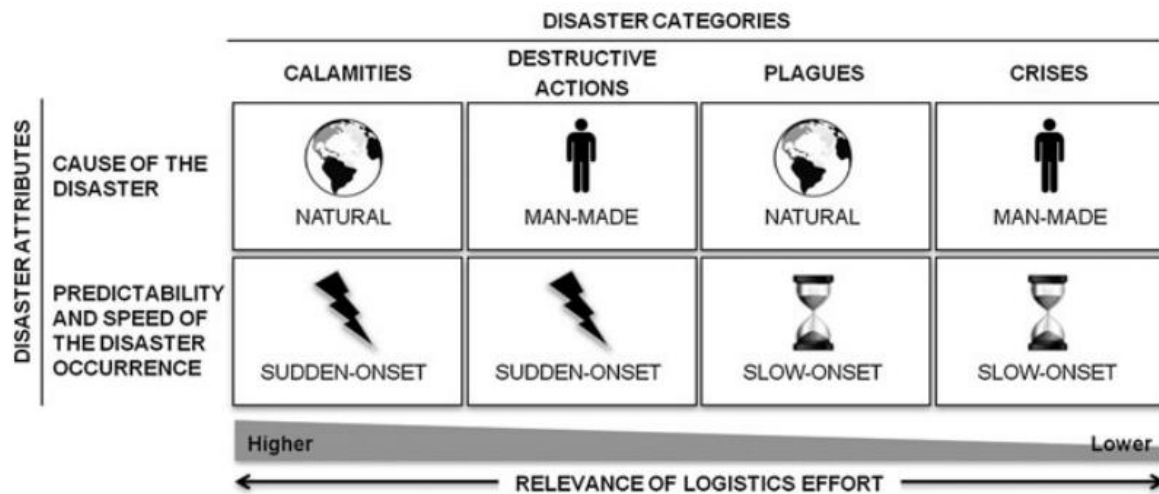 DISASTER CATEGORIES
CALAMITIES
DESTRUCTIVE
ACTIONS
PLAGUES
CRISES
DISASTER ATTRIBUTES
CAUSE OF THE
DISASTER
NATURAL
MAN-MADE
NATURAL
MAN-MADE
PREDICTABILITY
AND SPEED OF
THE DISASTER
OCCURRENCE
SUDDEN-ONSET
SUDDEN-ONSET
SLOW-ONSET
SLOW-ONSET
Higher
Lower
RELEVANCE OF LOGISTICS EFFORT